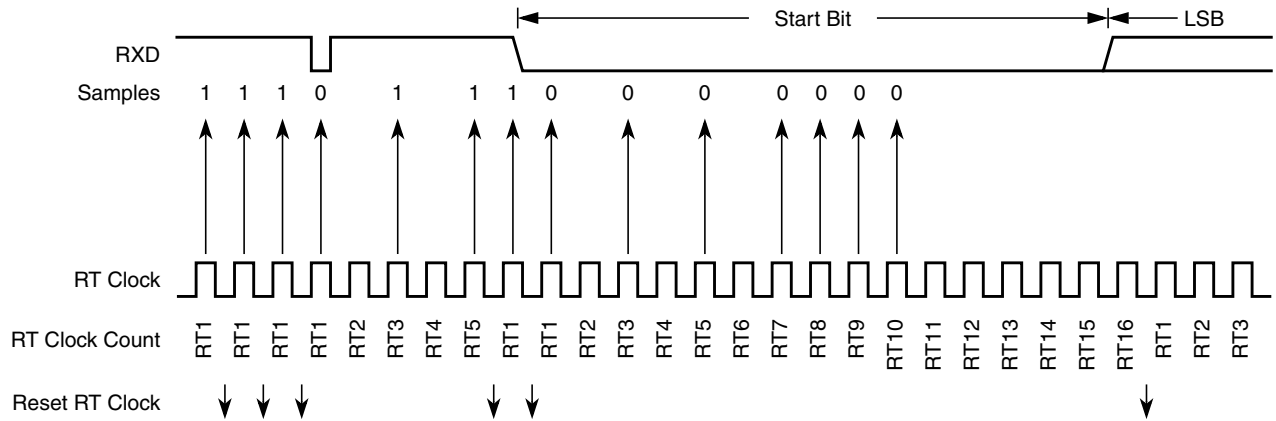 Start Bit LSB
RXD
Samples 1 1 1 0 1 1 1 0 0 0 0 0 0 0
RT Clock
RT Clock Count RT1 RT1 RT1 RT1 RT2 RT3 RT4 RT5 RT1 RT1 RT2 RT3 RT4 RT5 RT6 RT7 RT8 RT9 RT10 RT11 RT12 RT13 RT14 RT15 RT16 RT1 RT2 RT3
Reset RT Clock